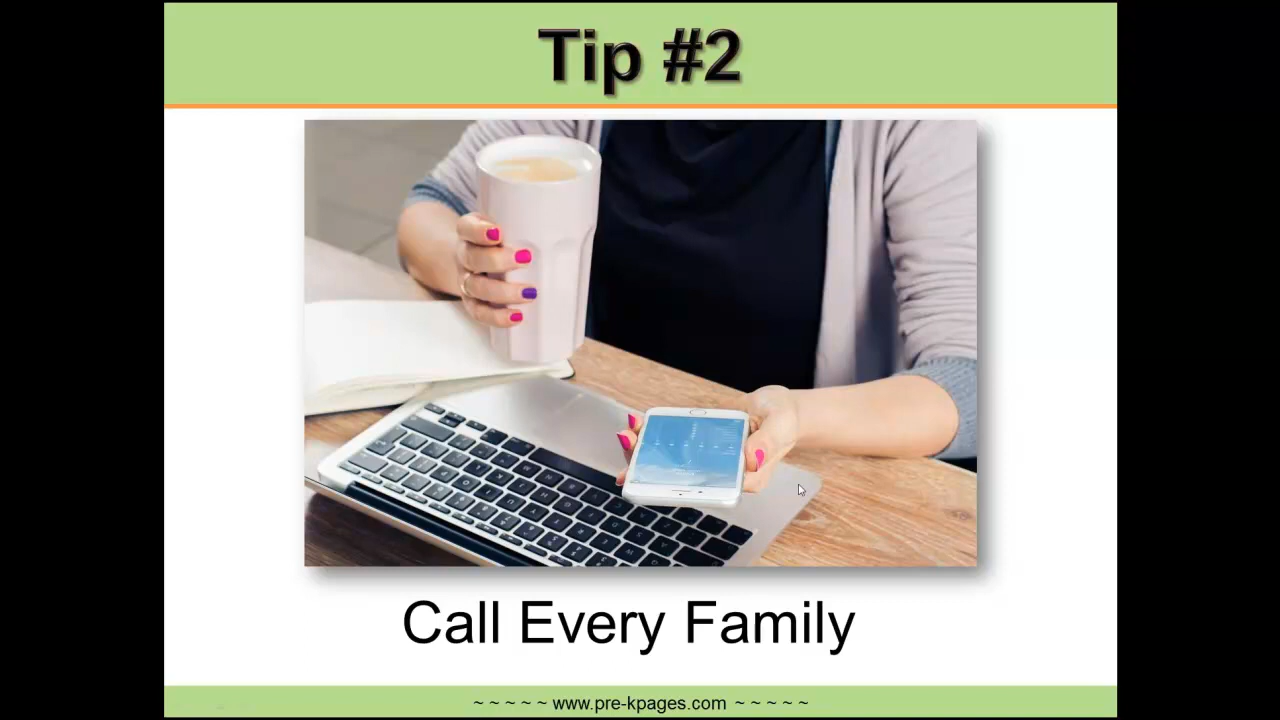 Tip #2
Call Every Family
~ ~ ~ ~ ~ www.pre-kpages.com ~ ~ ~ ~ ~